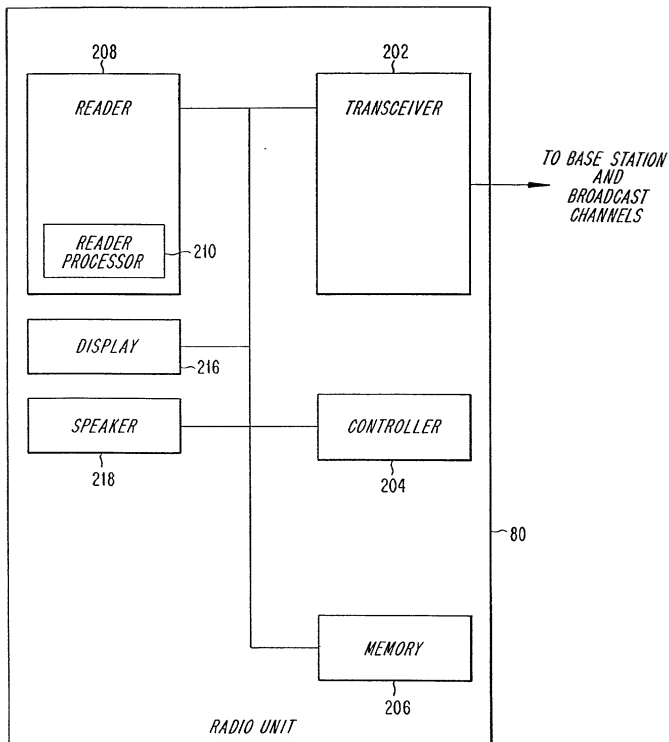 208
202
READER
TRANSCEIVER
TO BASE STATION
AND
BROADCAST
CHANNELS
READER
PROCESSOR
210
DISPLAY
216
SPEAKER
CONTROLLER
218
204
80
MEMORY
206
RADIO UNIT